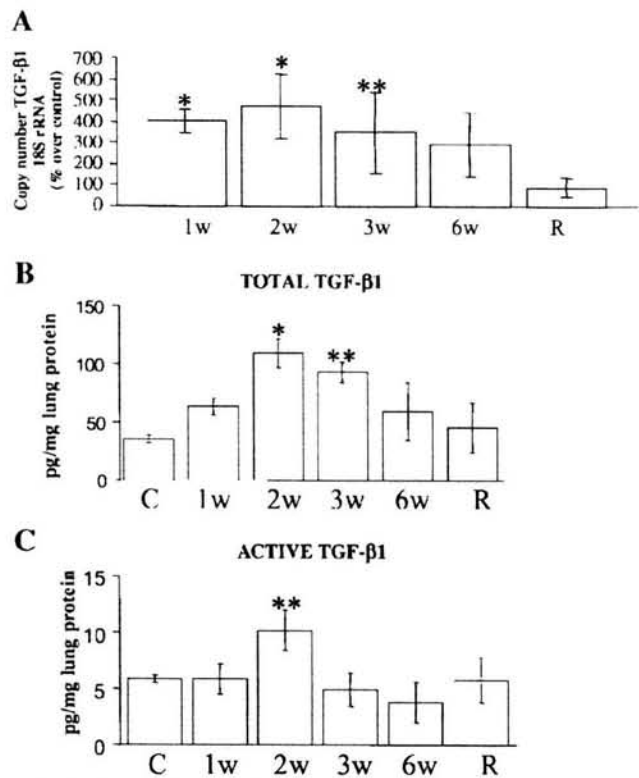 A
Copy number TGF-β1
18S rRNA
(% over control)
700
600
500
400
300
200
100
0
*
*
**
1w 2w 3w 6w R
B
TOTAL TGF-β1
pg/mg lung protein
150
100
50
0
*
**
C 1w 2w 3w 6w R
C
ACTIVE TGF-β1
pg/mg lung protein
15
10
5
0
**
C 1w 2w 3w 6w R